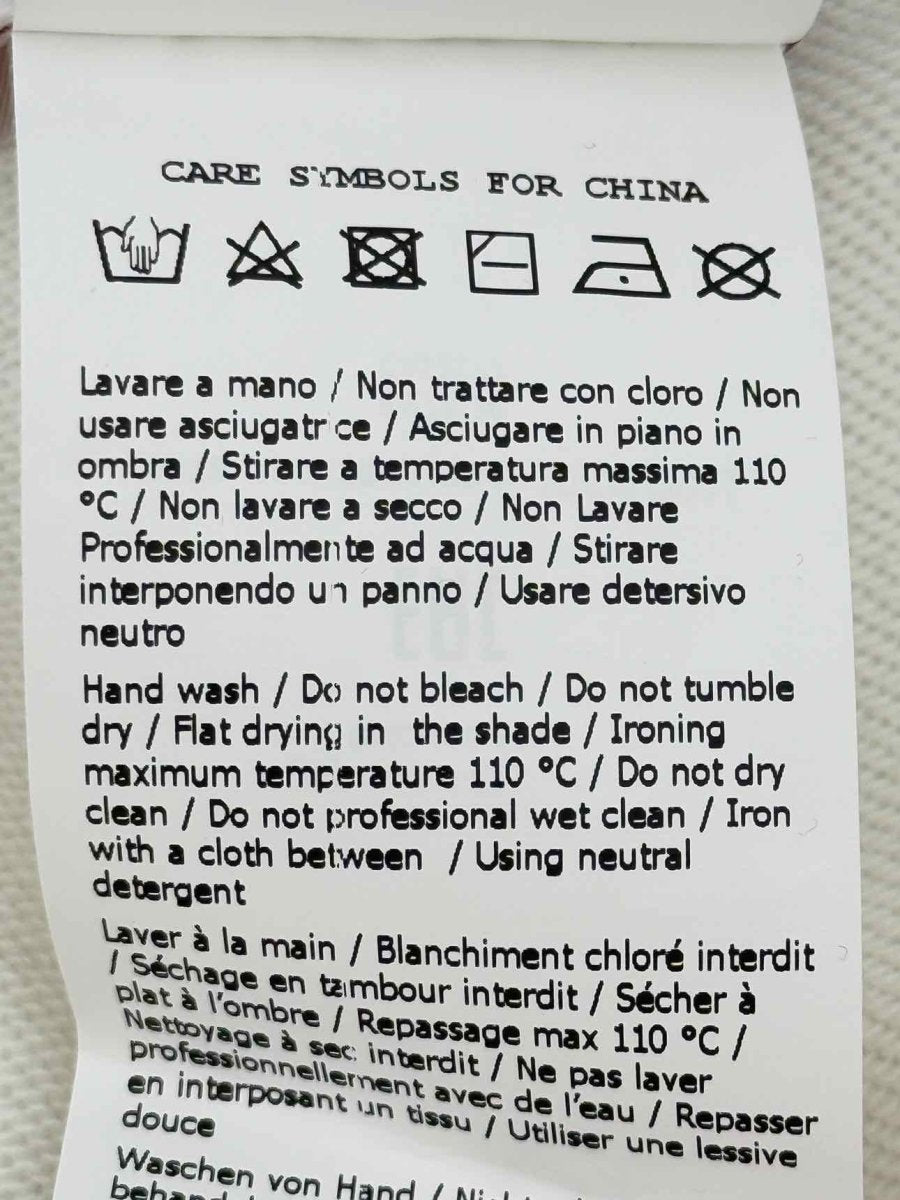 CARE SYMBOLS FOR CHINA
Lavare a mano / Non trattare con cloro / Non
usare asciugatrice / Asciugare in piano in
ombra / Stirare a temperatura massima 110
°C / Non lavare a secco / Non Lavare
Professionalmente ad acqua / Stirare
interponendo un panno / Usare detersivo
neutro
Hand wash / Do not bleach / Do not tumble
dry / Flat drying in the shade / Ironing
maximum temperature 110 °C / Do not dry
clean / Do not professional wet clean / Iron
with a cloth between / Using neutral
detergent
Laver à la main / Blanchiment chloré interdit
/ Séchage en tambour interdit / Sécher à
plat à l'ombre / Repassage max 110 °C /
Nettoyage à sec interdit / Ne pas laver
professionnellement avec de l'eau / Repasser
en interposant un tissu / Utiliser une lessive
douce
Waschen von Hand /